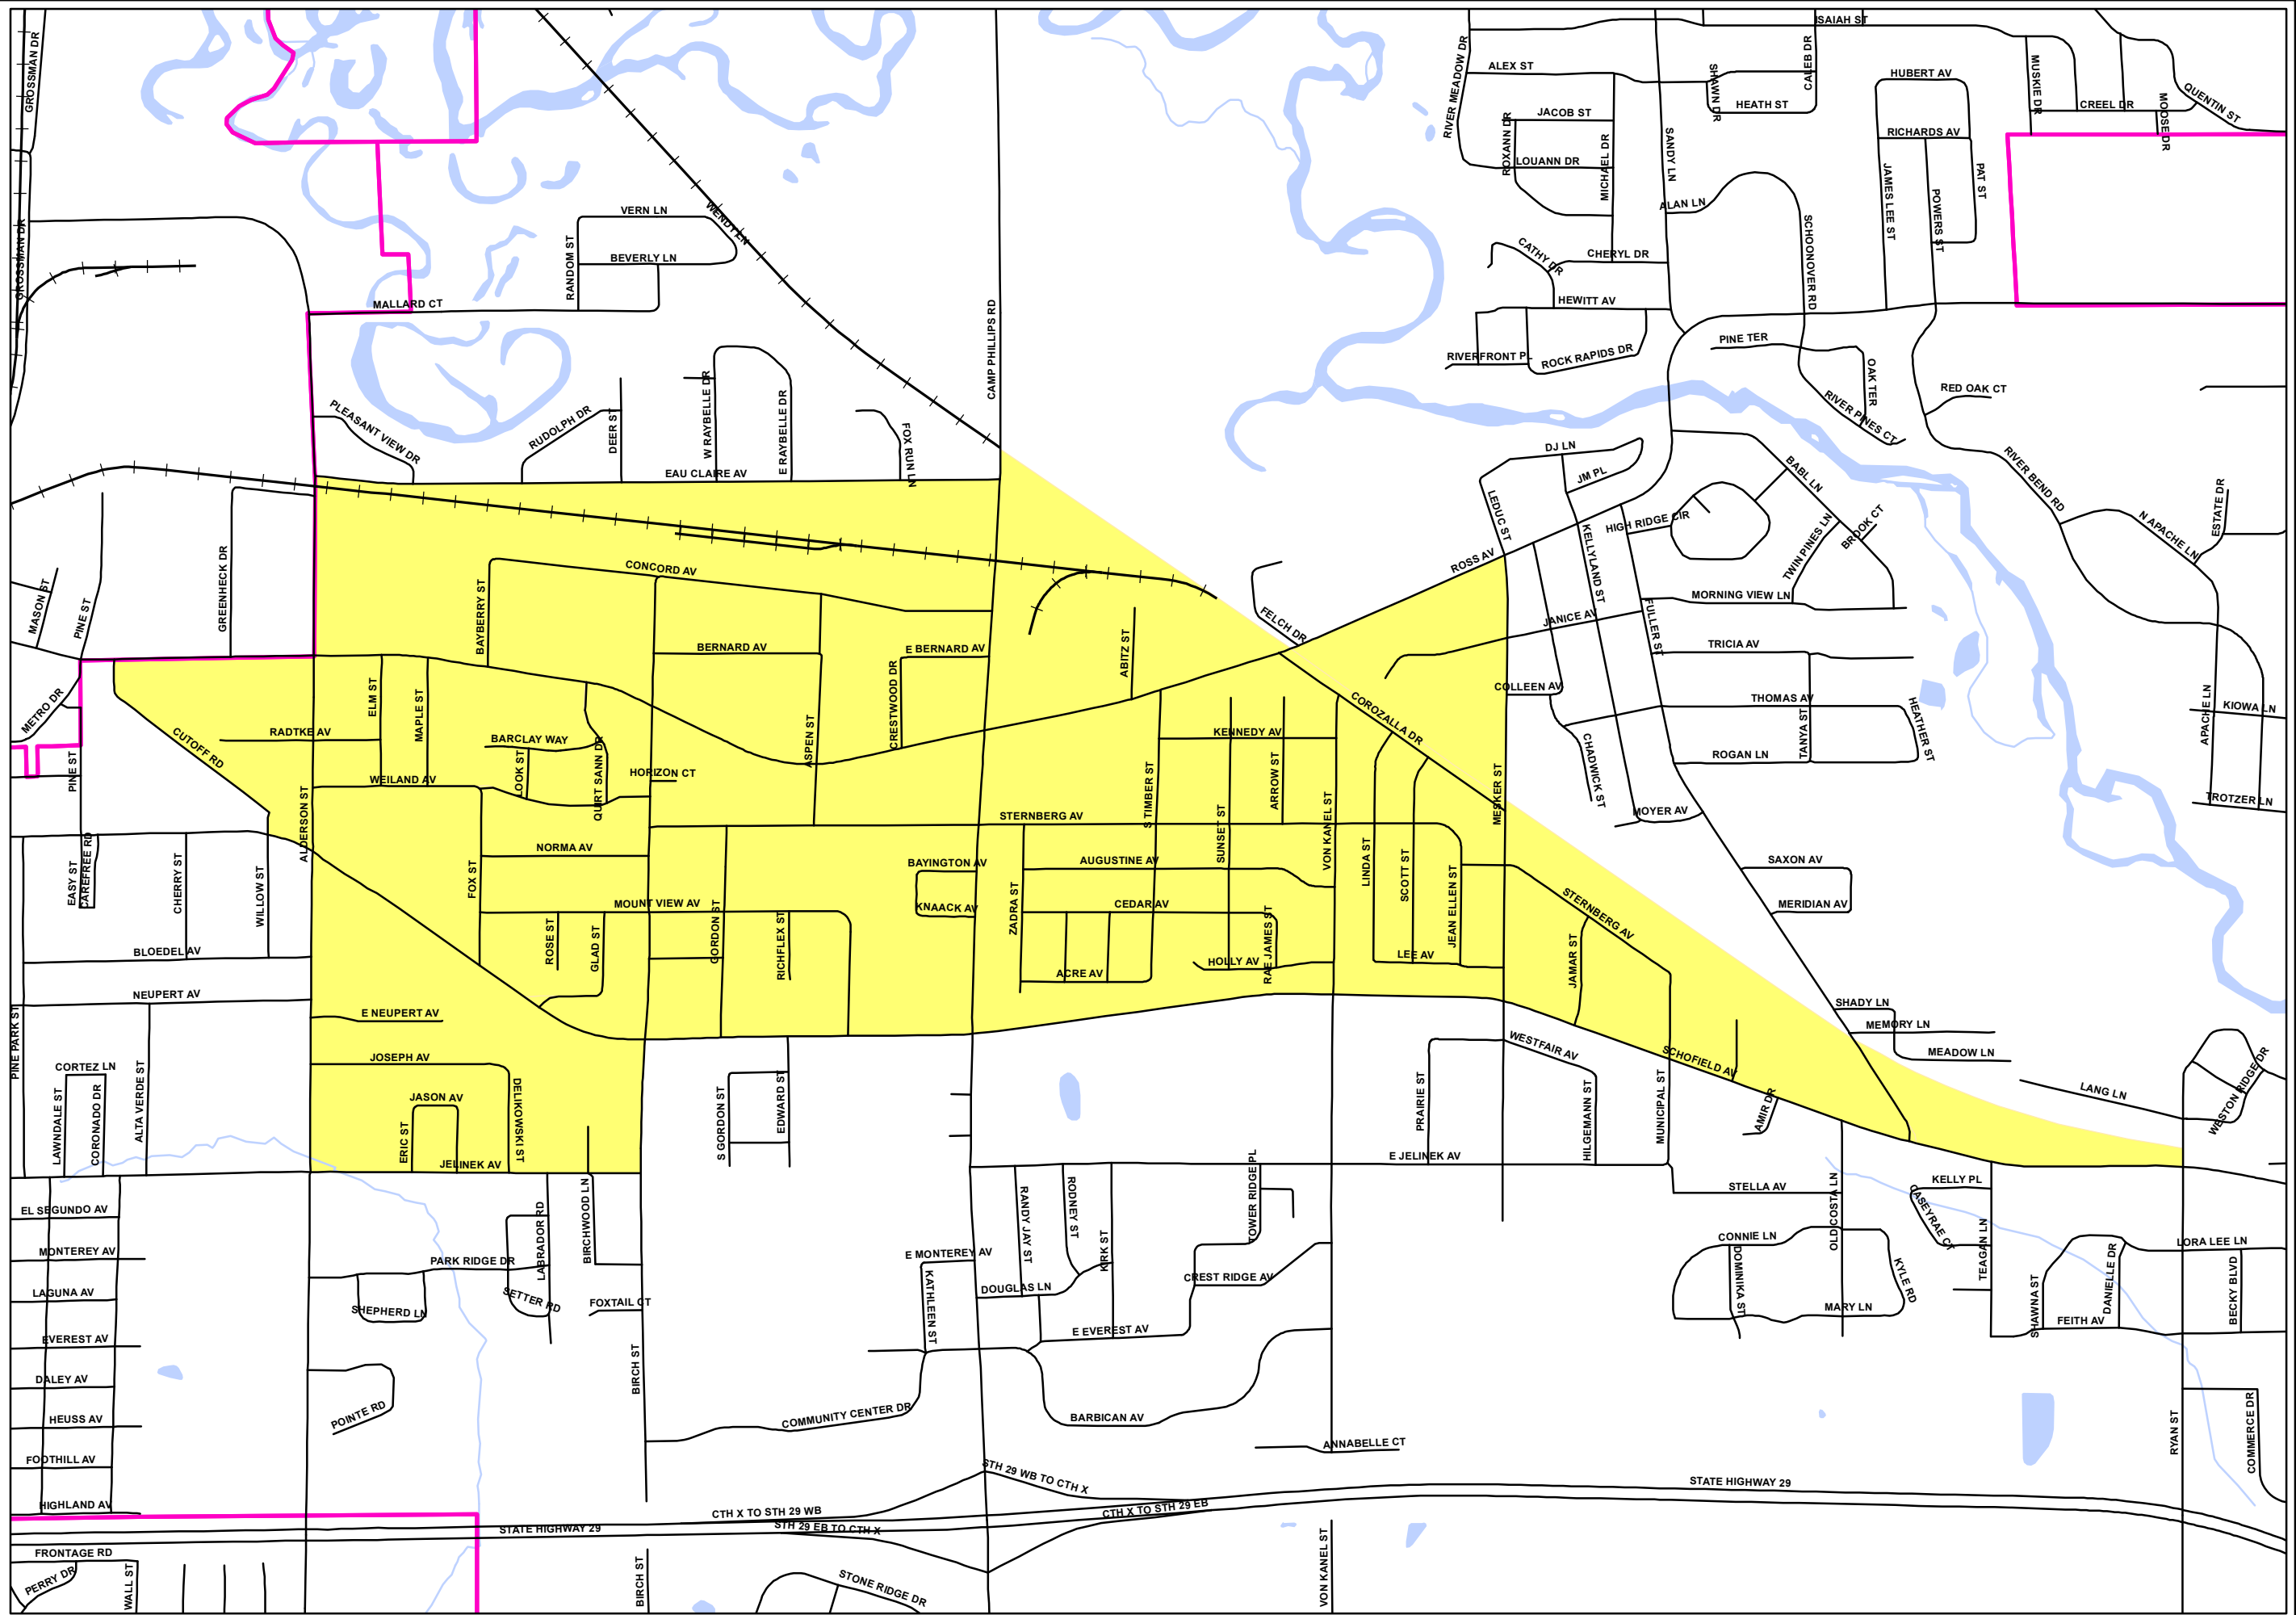 GROSSMAN DR
ISAIAH ST
RIVER MEADOW DR
ALEX ST
SHAWN DR
CALEB DR
HUBERT AV
MUSKIE DR
QUENTIN ST
HEATH ST
CREEL DR
MOOSE DR
JACOB ST
ROXANN DR
LOUANN DR
MICHAEL DR
SANDY LN
RICHARDS AV
JAMES LEE ST
POWERS ST
PAT ST
ALAN LN
SCHOONOVER RD
GROSSMAN DR
VERN LN
WENDY LN
RANDOM ST
BEVERLY LN
CATHY DR
CHERYL DR
MALLARD CT
CAMP PHILLIPS RD
HEWITT AV
PINE TER
RIVERFRONT PL
ROCK RAPIDS DR
OAK TER
RED OAK CT
RIVER PINES CT
PLEASANT VIEW DR
RUDOLPH DR
DEER ST
W RAYBELLE DR
E RAYBELLE DR
FOX RUN LN
EAU CLAIRE AV
DJ LN
JM PL
BABL LN
RIVER BEND RD
LEDUC ST
HIGH RIDGE CIR
TWIN PINES LN
BROOK CT
ESTATE DR
N APACHE LN
KELLYLAND ST
ROSS AV
GREENHECK DR
CONCORD AV
BAYBERRY ST
MASON ST
PINE ST
FELCH DR
JANICE AV
FULLER ST
MORNING VIEW LN
BERNARD AV
E BERNARD AV
ABITZ ST
TRICIA AV
METRO DR
ELM ST
MAPLE ST
CRESTWOOD DR
COLLEEN AV
THOMAS AV
COROZALLA DR
TANYA ST
HEATHER ST
APACHE LN
KIOWA LN
CUTOFF RD
RADTKE AV
BARCLAY WAY
LOOK ST
QUIRT SANN DR
ASPEN ST
KENNEDY AV
CHADWICK ST
ROGAN LN
PINE ST
WEILAND AV
HORIZON CT
S TIMBER ST
ARROW ST
MESKER ST
MOYER AV
TROTZER LN
ALDERSON ST
STERNBERG AV
SUNSET ST
VON KANEL ST
EASY ST
CAREFREE RD
CHERRY ST
WILLOW ST
FOX ST
NORMA AV
BAYINGTON AV
AUGUSTINE AV
LINDA ST
SCOTT ST
JEAN ELLEN ST
SAXON AV
MOUNT VIEW AV
KNAACK AV
ZADRA ST
CEDAR AV
STERNBERG AV
MERIDIAN AV
BLOEDEL AV
ROSE ST
GLAD ST
GORDON ST
RICHFLEX ST
ACRE AV
HOLLY AV
RAE JAMES ST
LEE AV
JAMAR ST
NEUPERT AV
E NEUPERT AV
SHADY LN
MEMORY LN
PINE PARK ST
JOSEPH AV
WESTFAIR AV
SCHOFIELD AV
MEADOW LN
LANG LN
WESTON RIDGE DR
CORTEZ LN
LAWNDALE ST
CORONADO DR
ALTA VERDE ST
JASON AV
ERIC ST
DELIKOWSKI ST
S GORDON ST
EDWARD ST
PRAIRIE ST
HILGEMANN ST
MUNICIPAL ST
AMIR DR
JELINEK AV
E JELINEK AV
EL SEGUNDO AV
LABRADOR RD
BIRCHWOOD LN
RANDY JAY ST
RODNEY ST
KIRK ST
TOWER RIDGE PL
STELLA AV
OLD COSTA LN
KELLY PL
CASEYRAE CT
TEAGAN LN
MONTEREY AV
PARK RIDGE DR
E MONTEREY AV
CONNIE LN
LORA LEE LN
LAGUNA AV
SHEPHERD LN
SETTER RD
FOXTAIL CT
KATHLEEN ST
DOUGLAS LN
CREST RIDGE AV
DOMINIKA ST
KYLE RD
MARY LN
SHAWNA ST
DANIELLE DR
BECKY BLVD
FEITH AV
EVEREST AV
E EVEREST AV
DALEY AV
BIRCH ST
HEUSS AV
POINTE RD
COMMUNITY CENTER DR
BARBICAN AV
RYAN ST
COMMERCE DR
ANNABELLE CT
FOOTHILL AV
STH 29 WB TO CTH X
STATE HIGHWAY 29
HIGHLAND AV
CTH X TO STH 29 WB
CTH X TO STH 29 EB
STATE HIGHWAY 29
STH 29 EB TO CTH X
FRONTAGE RD
PERRY DR
WALL ST
BIRCH ST
STONE RIDGE DR
VON KANEL ST